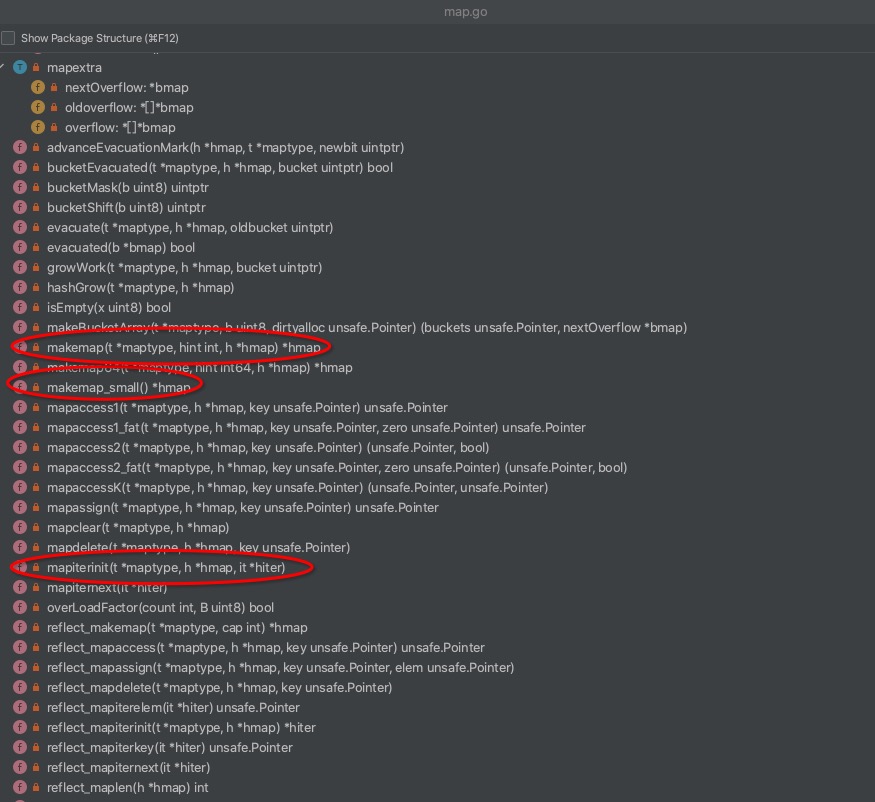 map.go
Show Package Structure (⌘F12)
mapextra
nextOverflow: *bmap
oldoverflow: *[]*bmap
overflow: *[]*bmap
advanceEvacuationMark(h *hmap, t *maptype, newbit uintptr)
bucketEvacuated(t *maptype, h *hmap, bucket uintptr) bool
bucketMask(b uint8) uintptr
bucketShift(b uint8) uintptr
evacuate(t *maptype, h *hmap, oldbucket uintptr)
evacuated(b *bmap) bool
growWork(t *maptype, h *hmap, bucket uintptr)
hashGrow(t *maptype, h *hmap)
isEmpty(x uint8) bool
makeBucketArray(t *maptype, b uint8, dirtyalloc unsafe.Pointer) (buckets unsafe.Pointer, nextOverflow *bmap)
makemap(t *maptype, hint int, h *hmap) *hmap
makemap64(t *maptype, hint int64, h *hmap) *hmap
makemap_small() *hmap
mapaccess1(t *maptype, h *hmap, key unsafe.Pointer) unsafe.Pointer
mapaccess1_fat(t *maptype, h *hmap, key unsafe.Pointer, zero unsafe.Pointer) unsafe.Pointer
mapaccess2(t *maptype, h *hmap, key unsafe.Pointer) (unsafe.Pointer, bool)
mapaccess2_fat(t *maptype, h *hmap, key unsafe.Pointer, zero unsafe.Pointer) (unsafe.Pointer, bool)
mapaccessK(t *maptype, h *hmap, key unsafe.Pointer) (unsafe.Pointer, unsafe.Pointer)
mapassign(t *maptype, h *hmap, key unsafe.Pointer) unsafe.Pointer
mapclear(t *maptype, h *hmap)
mapdelete(t *maptype, h *hmap, key unsafe.Pointer)
mapiterinit(t *maptype, h *hmap, it *hiter)
mapiternext(it *hiter)
overLoadFactor(count int, B uint8) bool
reflect_makemap(t *maptype, cap int) *hmap
reflect_mapaccess(t *maptype, h *hmap, key unsafe.Pointer) unsafe.Pointer
reflect_mapassign(t *maptype, h *hmap, key unsafe.Pointer, elem unsafe.Pointer)
reflect_mapdelete(t *maptype, h *hmap, key unsafe.Pointer)
reflect_mapiterelem(it *hiter) unsafe.Pointer
reflect_mapiterinit(t *maptype, h *hmap) *hiter
reflect_mapiterkey(it *hiter) unsafe.Pointer
reflect_mapiternext(it *hiter)
reflect_maplen(h *hmap) int